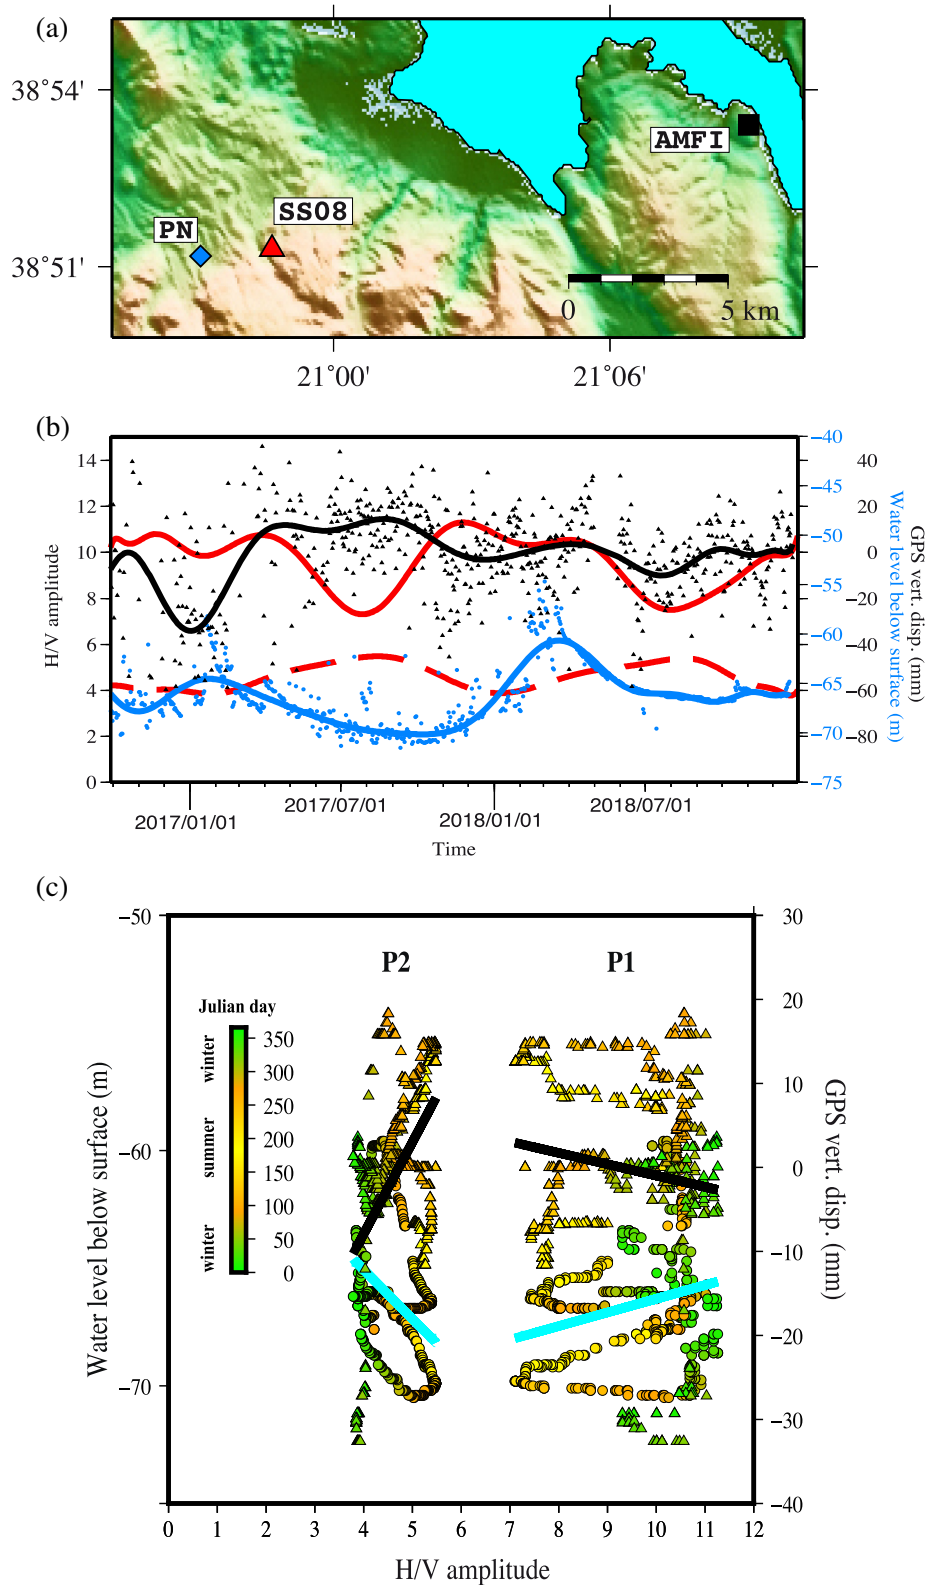 (a)
38°54'
AMFI
SS08
PN
38°51'
0 5 km
21°00' 21°06'
(b)
14
12
10
8
6
4
2
0
H/V amplitude
−40
−45
−50
−55
−60
−65
−70
−75
40
20
0
−20
−40
−60
−80
Water level below surface (m)
GPS vert. disp. (mm)
2017/01/01 2017/07/01 2018/01/01 2018/07/01
Time
(c)
−50
−60
−70
Water level below surface (m)
P2 P1
Julian day
winter summer winter
350
300
250
200
150
100
50
0
30
20
10
0
−10
−20
−30
−40
GPS vert. disp. (mm)
0 1 2 3 4 5 6 7 8 9 10 11 12
H/V amplitude